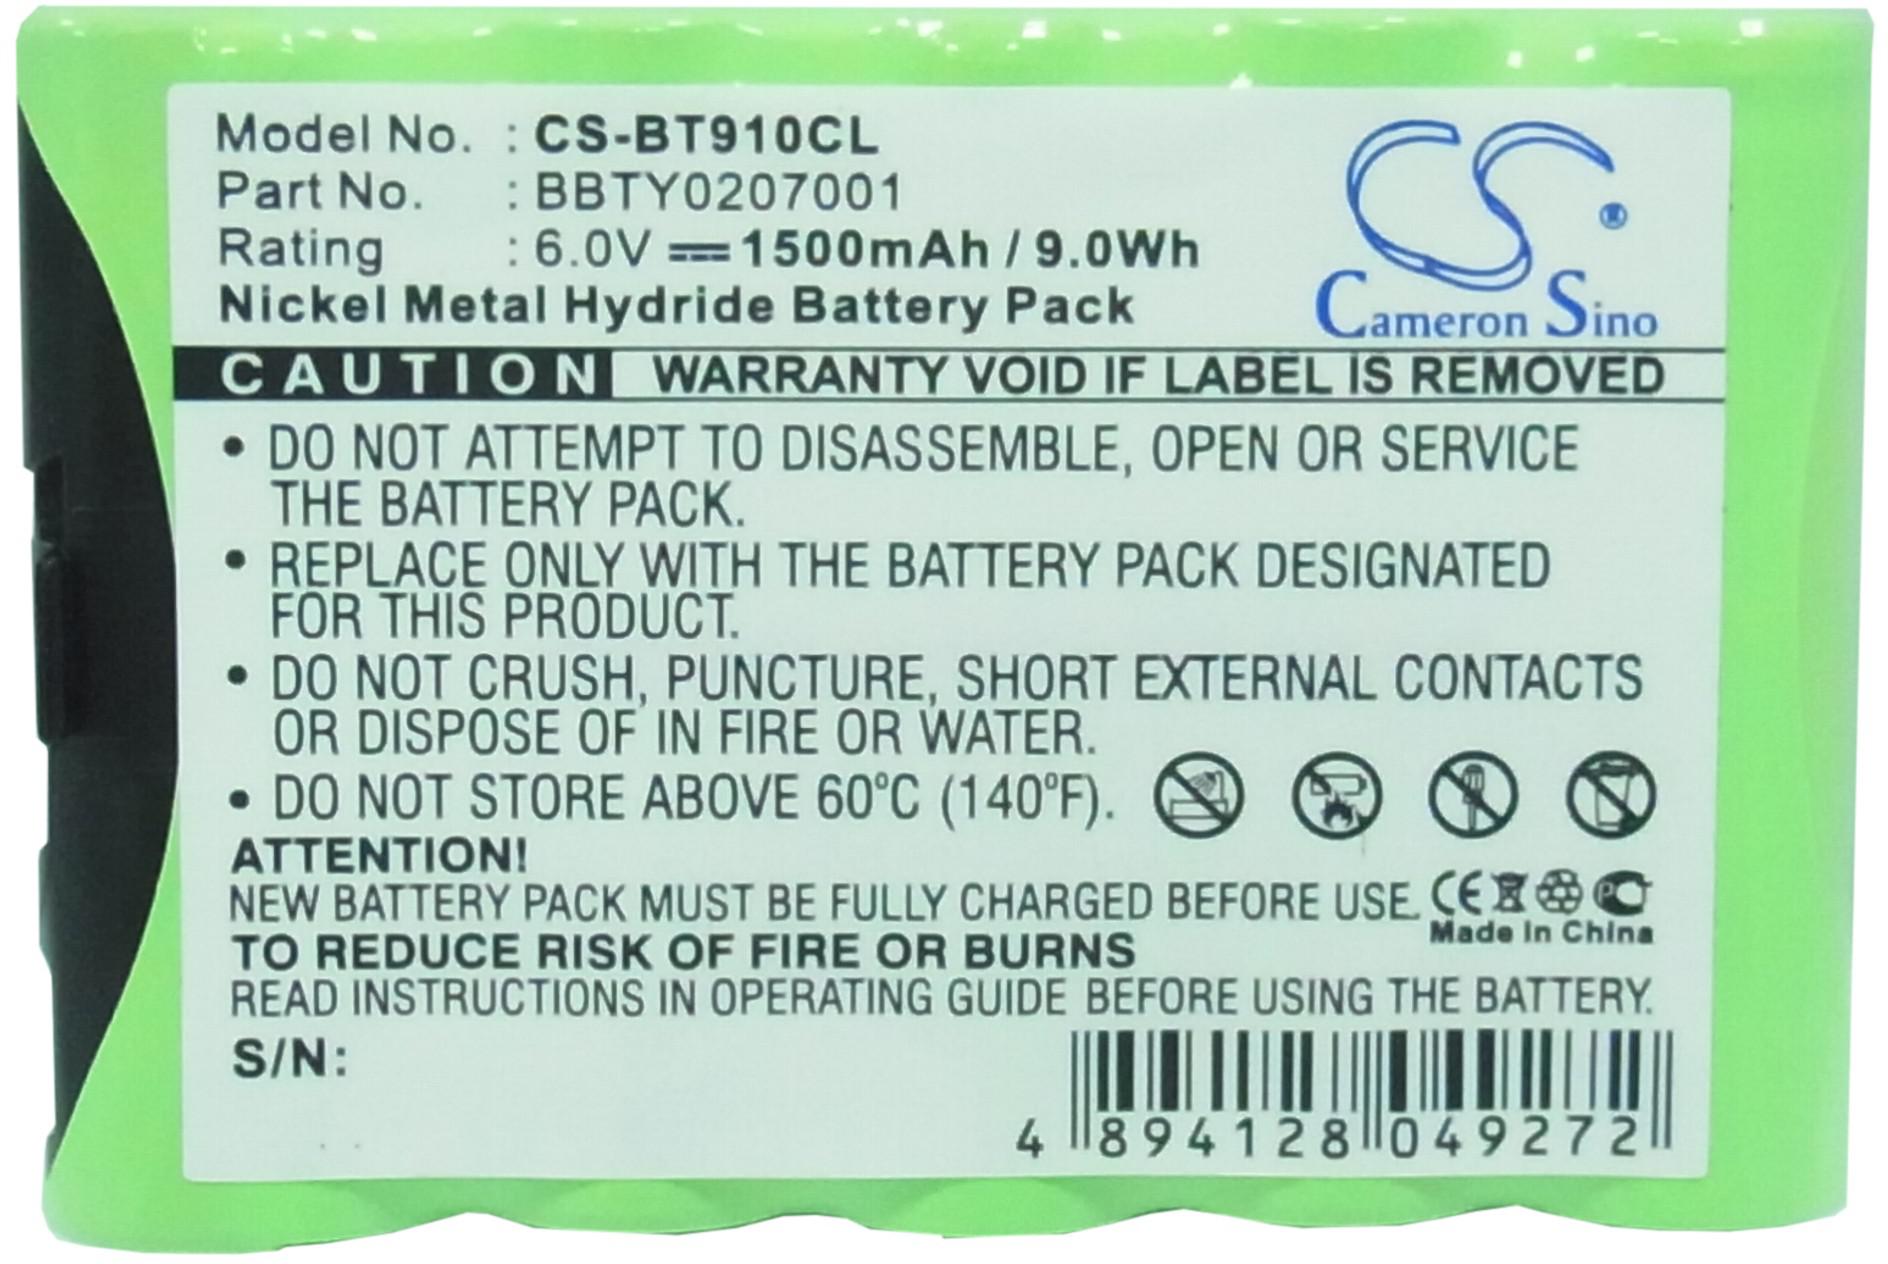 Model No. : CS-BT910CL
Part No. : BBTY0207001
Rating : 6.0V 1500mAh / 9.0Wh
Nickel Metal Hydride Battery Pack
CS ®
Cameron Sino
CAUTION WARRANTY VOID IF LABEL IS REMOVED
• DO NOT ATTEMPT TO DISASSEMBLE, OPEN OR SERVICE
THE BATTERY PACK.
• REPLACE ONLY WITH THE BATTERY PACK DESIGNATED
FOR THIS PRODUCT.
• DO NOT CRUSH, PUNCTURE, SHORT EXTERNAL CONTACTS
OR DISPOSE OF IN FIRE OR WATER.
• DO NOT STORE ABOVE 60°C (140°F).
ATTENTION!
NEW BATTERY PACK MUST BE FULLY CHARGED BEFORE USE.
CE
Made in China
TO REDUCE RISK OF FIRE OR BURNS
READ INSTRUCTIONS IN OPERATING GUIDE BEFORE USING THE BATTERY.
S/N:
4 894128 049272